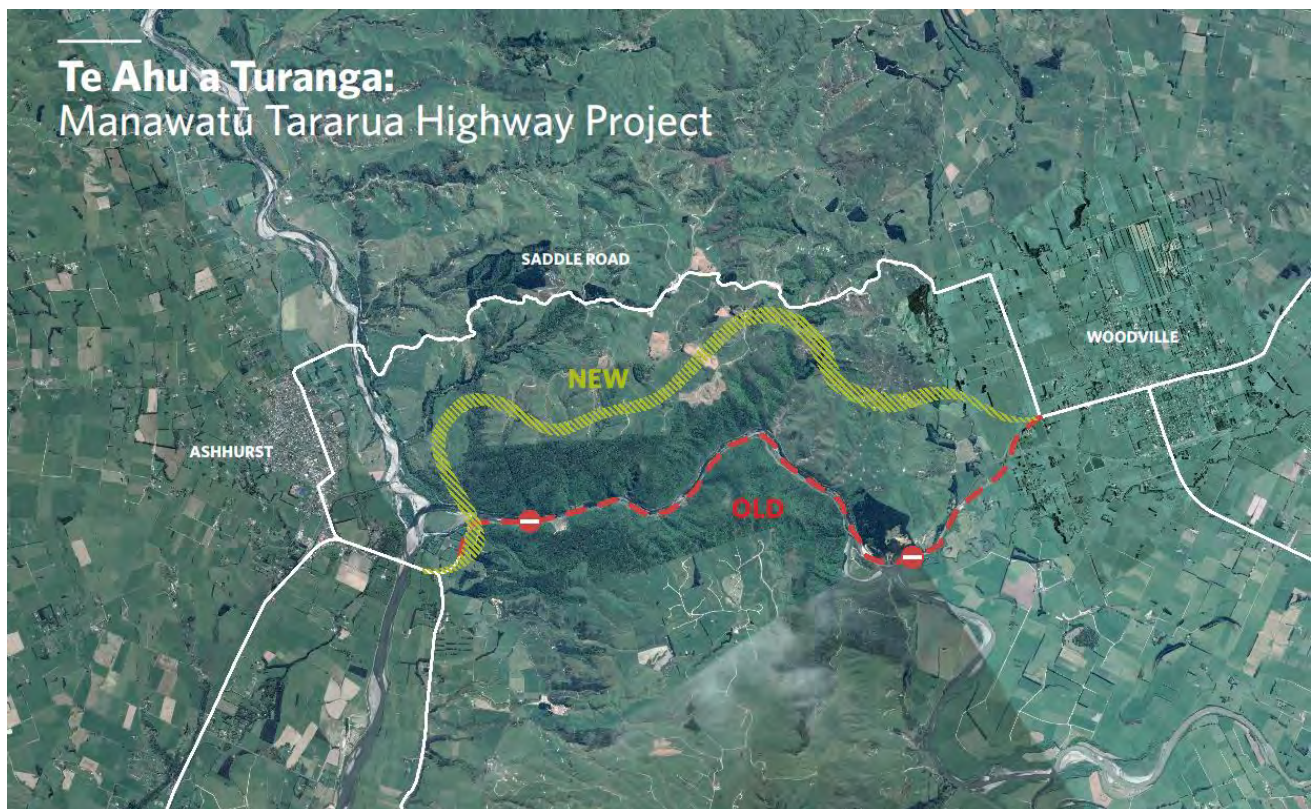 Te Ahu a Turanga:
Manawatū Tararua Highway Project
SADDLE ROAD
WOODVILLE
NEW
ASHHURST
OLD